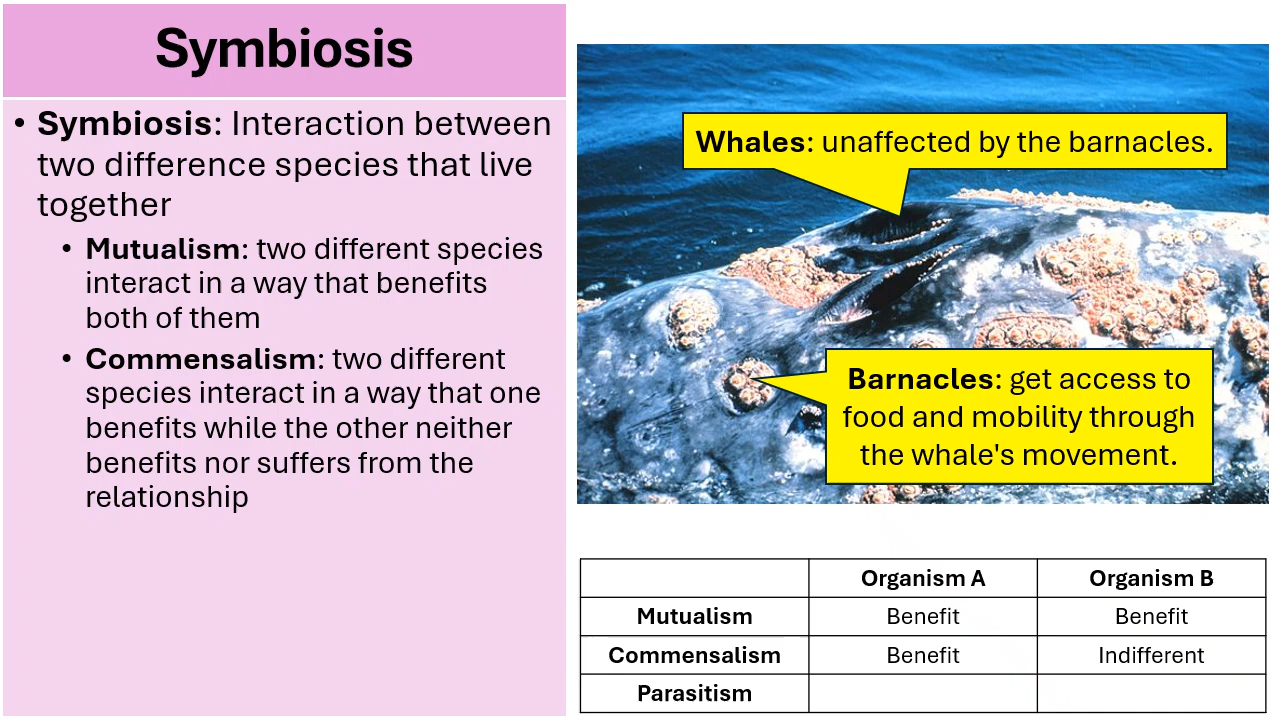 Symbiosis
• Symbiosis: Interaction between
two difference species that live
together
• Mutualism: two different species
interact in a way that benefits
both of them
• Commensalism: two different
species interact in a way that one
benefits while the other neither
benefits nor suffers from the
relationship
Whales: unaffected by the barnacles.
Barnacles: get access to
food and mobility through
the whale's movement.
Organism A Organism B
Mutualism Benefit Benefit
Commensalism Benefit Indifferent
Parasitism